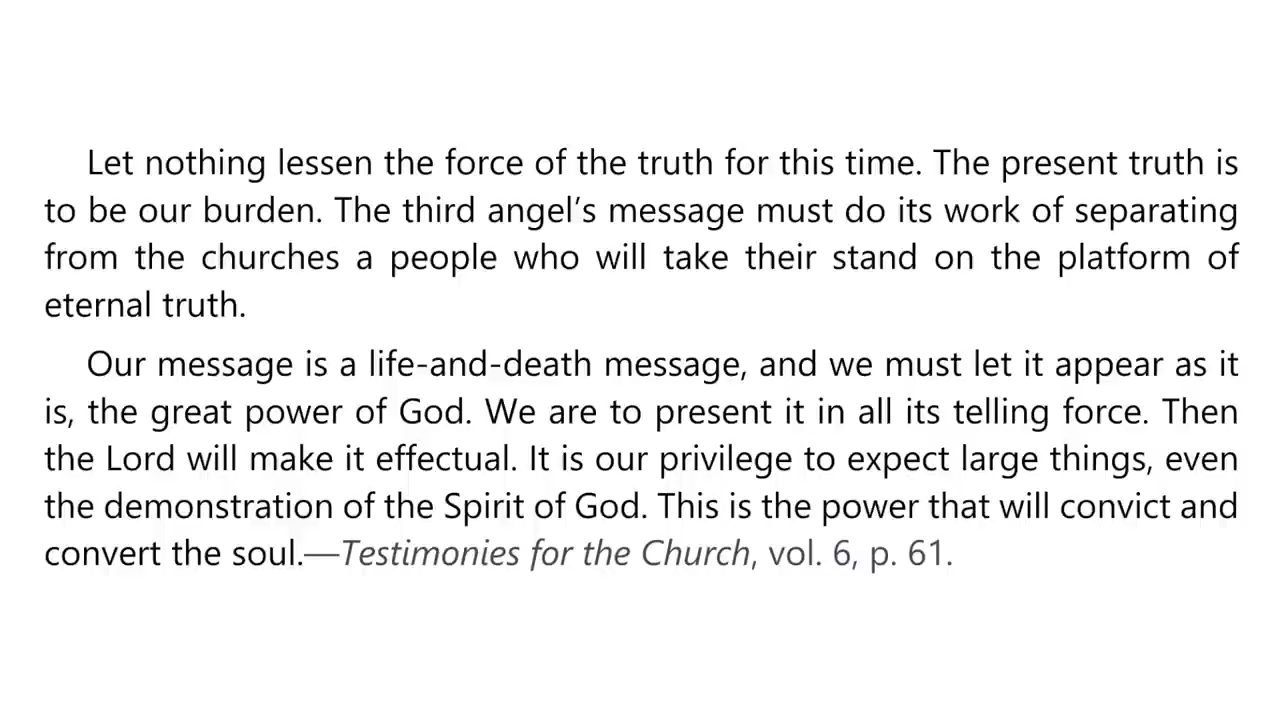 Let nothing lessen the force of the truth for this time. The present truth is
to be our burden. The third angel’s message must do its work of separating
from the churches a people who will take their stand on the platform of
eternal truth.
Our message is a life-and-death message, and we must let it appear as it
is, the great power of God. We are to present it in all its telling force. Then
the Lord will make it effectual. It is our privilege to expect large things, even
the demonstration of the Spirit of God. This is the power that will convict and
convert the soul.—Testimonies for the Church, vol. 6, p. 61.